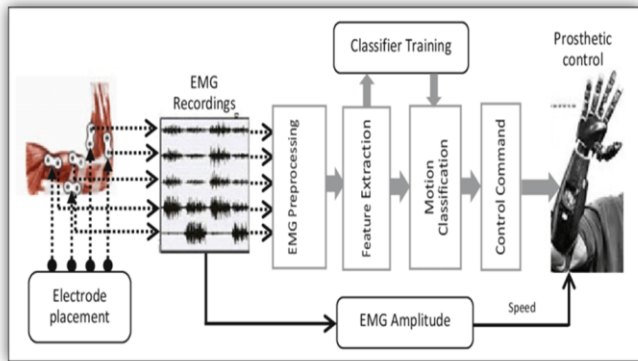 Classifier Training
Prosthetic
control
EMG
Recordings
EMG Preprocessing
Feature Extraction
Motion
Classification
Control Command
Electrode
placement
EMG Amplitude
Speed